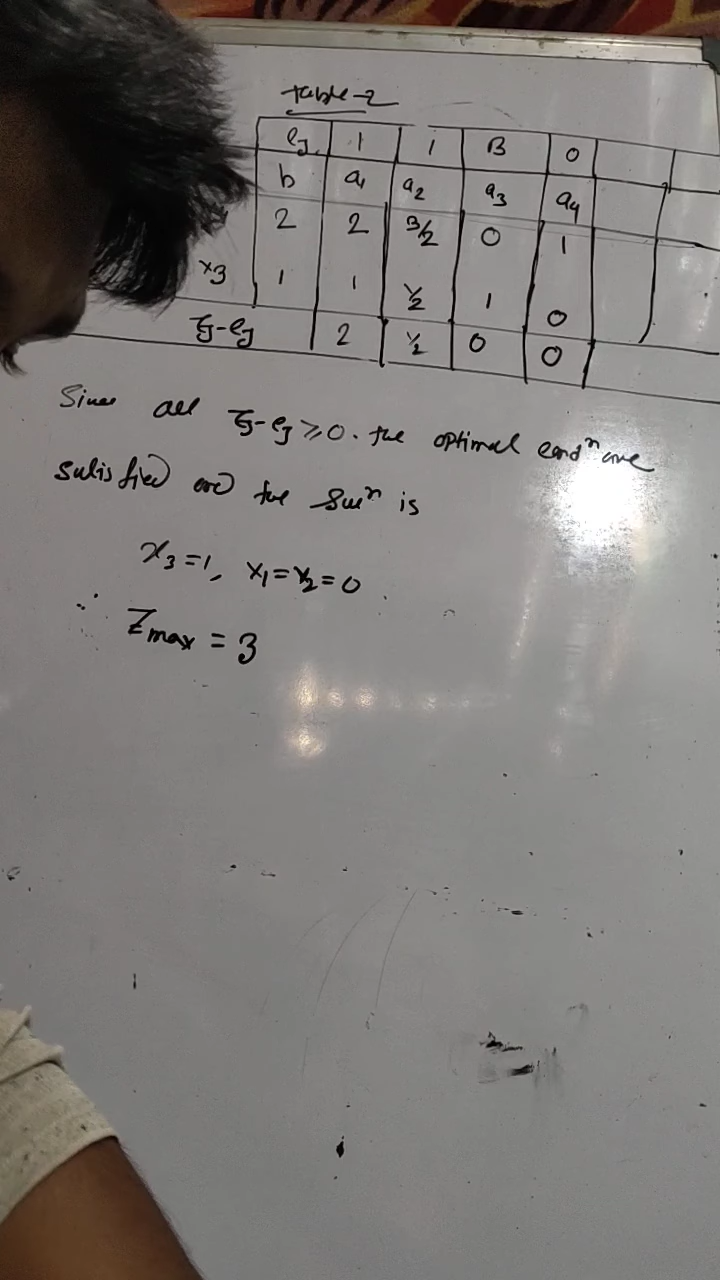 Table-2
cj 1 1 3 0
b a1 a2 a3 a4
2 2 3/2 0 1
x3 1 1 1/2 1 0
zj-cj 2 1/2 0 0
Since all zj-cj ≥ 0. the optimal condn are
satisfied and the Sun is
x3=1, x1=x2=0
∴ Zmax = 3